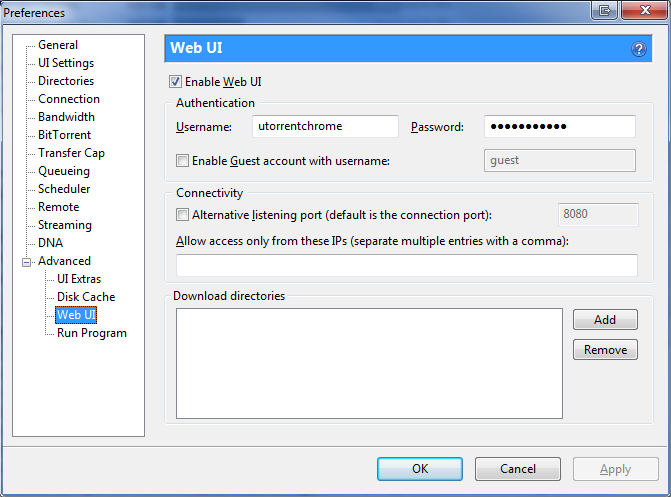 Preferences
General
UI Settings
Directories
Connection
Bandwidth
BitTorrent
Transfer Cap
Queueing
Scheduler
Remote
Streaming
DNA
Advanced
UI Extras
Disk Cache
Web UI
Run Program
Web UI
Enable Web UI
Authentication
Username: utorrentchrome Password: ●●●●●●●●●●●
Enable Guest account with username: guest
Connectivity
Alternative listening port (default is the connection port): 8080
Allow access only from these IPs (separate multiple entries with a comma):
Download directories
Add
Remove
OK Cancel Apply